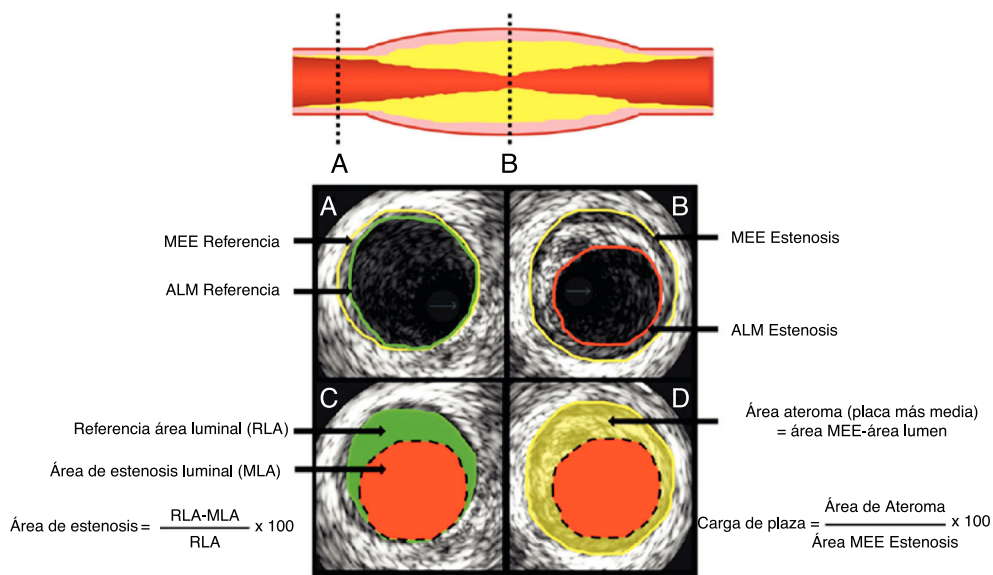 A
B
A
B
MEE Referencia
MEE Estenosis
ALM Referencia
ALM Estenosis
C
D
Referencia área luminal (RLA)
Área ateroma (placa más media)
= área MEE-área lumen
Área de estenosis luminal (MLA)
Área de estenosis = RLA-MLA / RLA x 100
Carga de plaza = Área de Ateroma / Área MEE Estenosis x 100